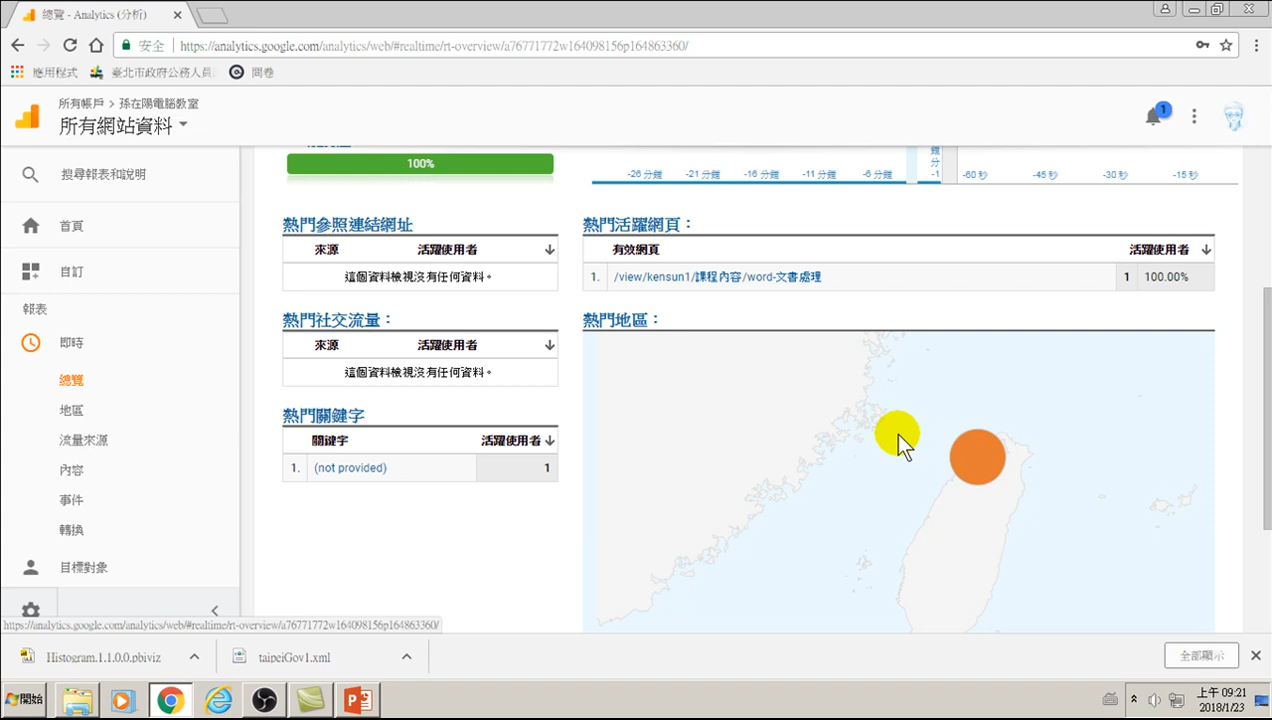 總覽 - Analytics (分析)
安全 https://analytics.google.com/analytics/web/#realtime/rt-overview/a76771772w164098156p164863360/
應用程式 臺北市政府公務人員 問卷
所有帳戶 > 孫在陽電腦教室
所有網站資料
1
搜尋報表和說明
首頁
自訂
報表
即時
總覽
地區
流量來源
內容
事件
轉換
目標對象
100%
-26 分鐘 -21 分鐘 -16 分鐘 -11 分鐘 -6 分鐘
鐘
分
-1
-60 秒 -45 秒 -30 秒 -15 秒
熱門參照連結網址
來源 活躍使用者
這個資料檢視沒有任何資料。
熱門社交流量：
來源 活躍使用者
這個資料檢視沒有任何資料。
熱門關鍵字
關鍵字 活躍使用者
1. (not provided) 1
熱門活躍網頁：
有效網頁 活躍使用者
1. /view/kensun1/課程內容/word-文書處理 1 100.00%
熱門地區：
https://analytics.google.com/analytics/web/#realtime/rt-overview/a76771772w164098156p164863360/
Histogram.1.1.0.0.pbiviz taipeiGov1.xml 全部顯示
開始
上午 09:21
2018/1/23